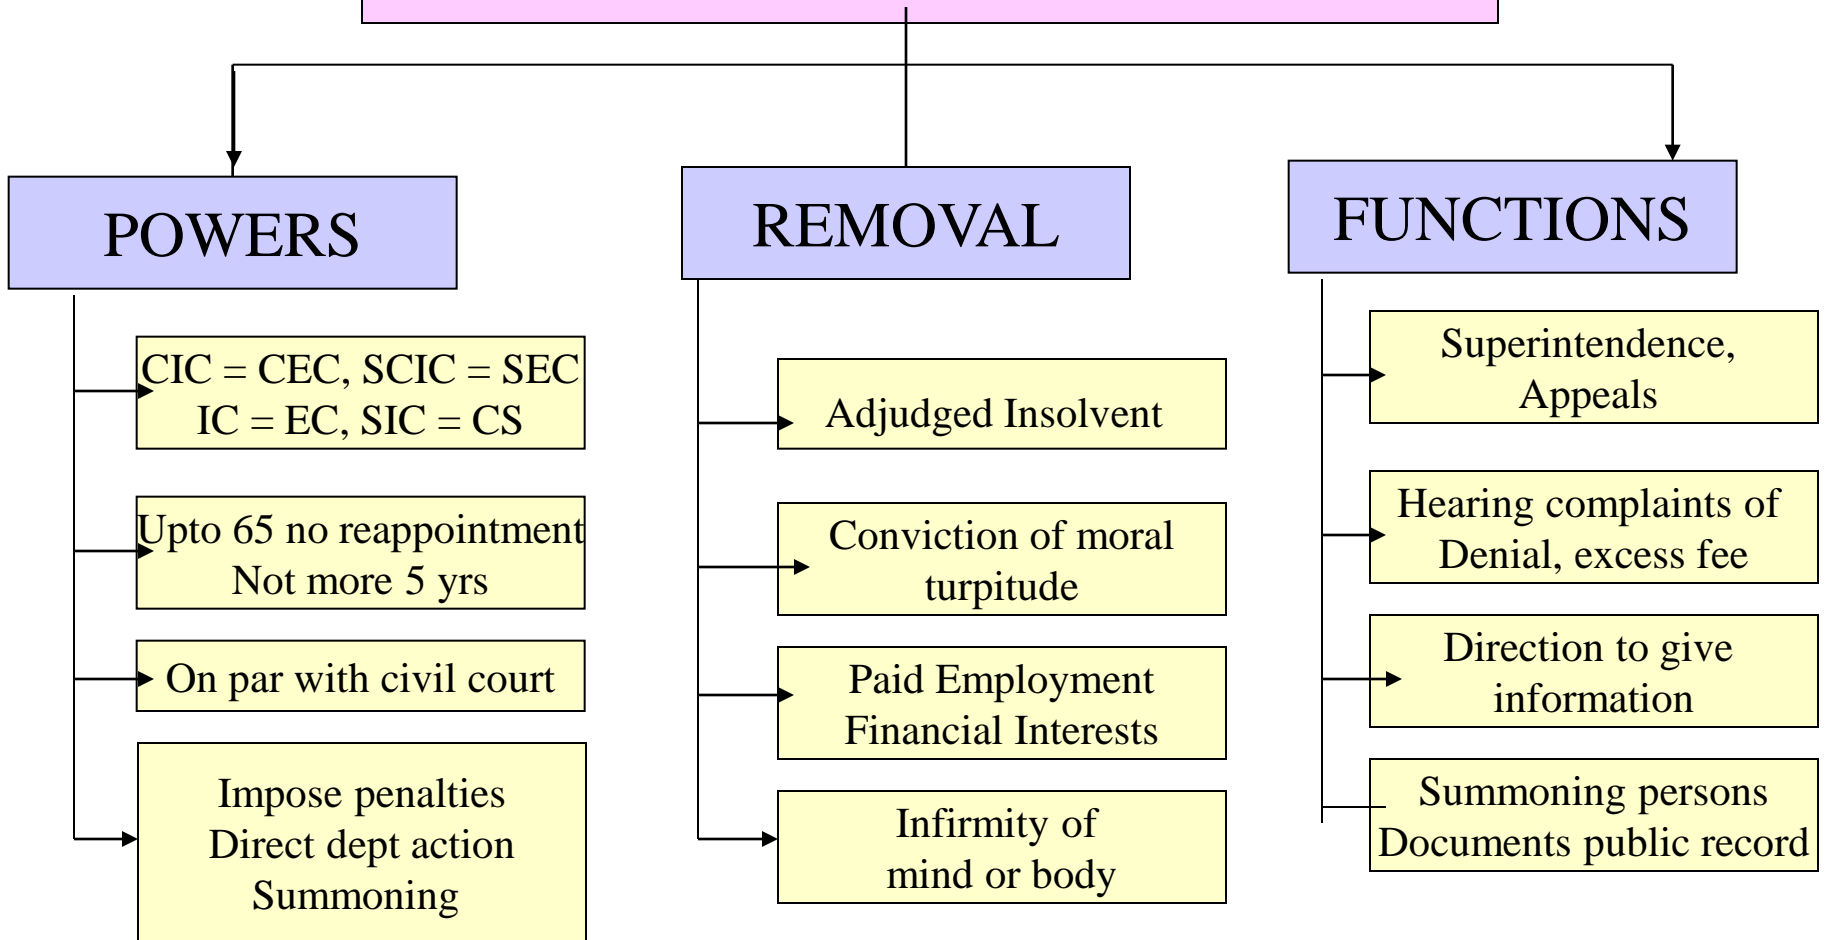 POWERS
CIC = CEC, SCIC = SEC
IC = EC, SIC = CS
Upto 65 no reappointment
Not more 5 yrs
On par with civil court
Impose penalties
Direct dept action
Summoning
REMOVAL
Adjudged Insolvent
Conviction of moral
turpitude
Paid Employment
Financial Interests
Infirmity of
mind or body
FUNCTIONS
Superintendence,
Appeals
Hearing complaints of
Denial, excess fee
Direction to give
information
Summoning persons
Documents public record